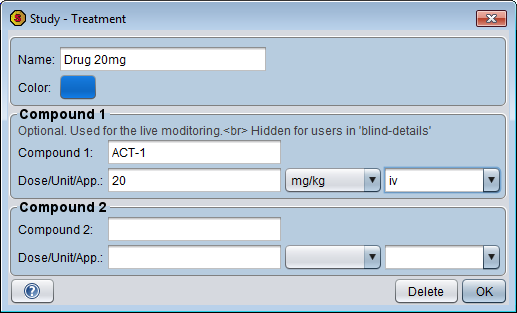 Study - Treatment
Name: Drug 20mg
Color:
Compound 1
Optional. Used for the live moditoring.<br> Hidden for users in 'blind-details'
Compound 1: ACT-1
Dose/Unit/App.: 20 mg/kg iv
Compound 2
Compound 2:
Dose/Unit/App.:
Delete OK